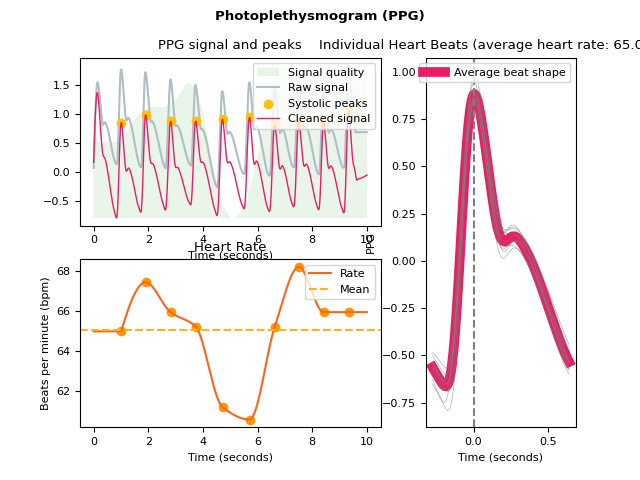 Photoplethysmogram (PPG)
PPG signal and peaks
Individual Heart Beats (average heart rate: 65.0
Signal quality
Raw signal
Systolic peaks
Cleaned signal
1.5
1.0
0.5
0.0
−0.5
0
2
4
6
8
10
Time (seconds)
Heart Rate
Rate
Mean
Beats per minute (bpm)
68
66
64
62
0
2
4
6
8
10
Time (seconds)
PPG
Average beat shape
1.00
0.75
0.50
0.25
0.00
−0.25
−0.50
−0.75
0.0
0.5
Time (seconds)